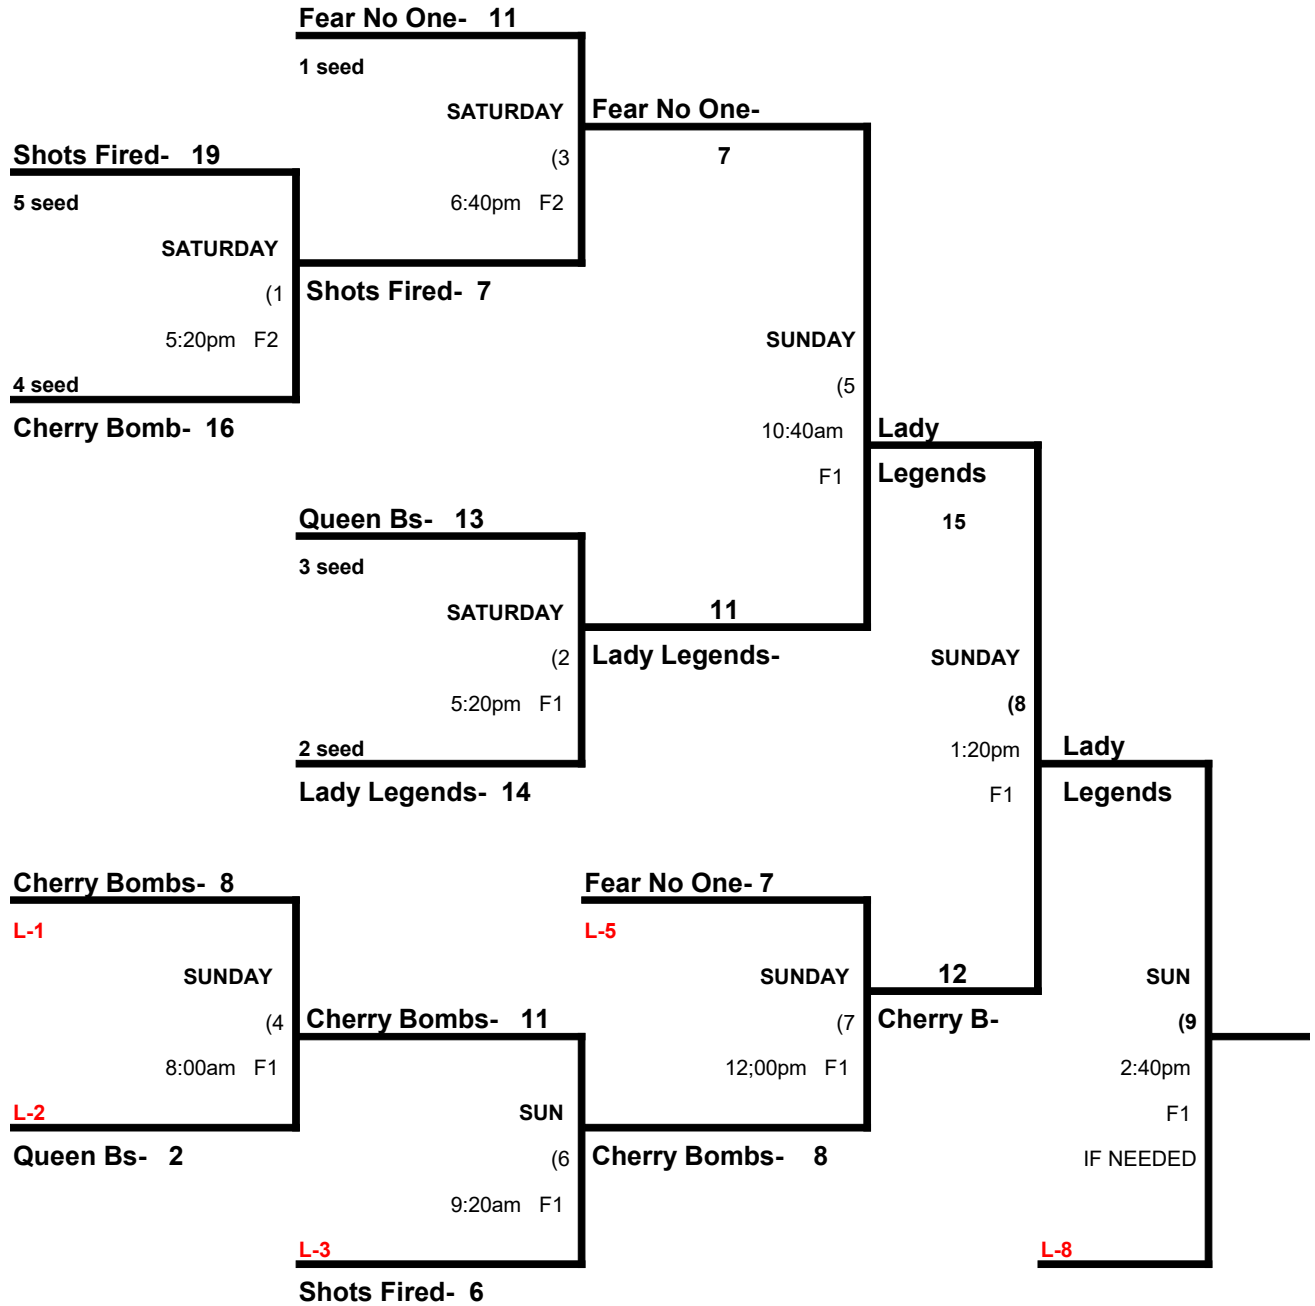 Fear No One-   11
1 seed
SATURDAY
Fear No One-
Shots Fired-   19
(3
7
5 seed
6:40pm   F2
SATURDAY
(1
Shots Fired-  7
5:20pm   F2
SUNDAY
4 seed
(5
Cherry Bomb-  16
10:40am
Lady
F1
Legends
Queen Bs-   13
15
3 seed
SATURDAY
11
(2
Lady Legends-
SUNDAY
5:20pm   F1
(8
2 seed
1:20pm
Lady
Lady Legends-  14
F1
Legends
Cherry Bombs-  8
Fear No One- 7
L-1
L-5
SUNDAY
SUNDAY
12
SUN
(4
Cherry Bombs-   11
(7
Cherry B-
(9
8:00am   F1
12;00pm   F1
2:40pm
L-2
SUN
F1
Queen Bs-   2
(6
Cherry Bombs-    8
IF NEEDED
9:20am   F1
L-3
L-8
Shots Fired-  6